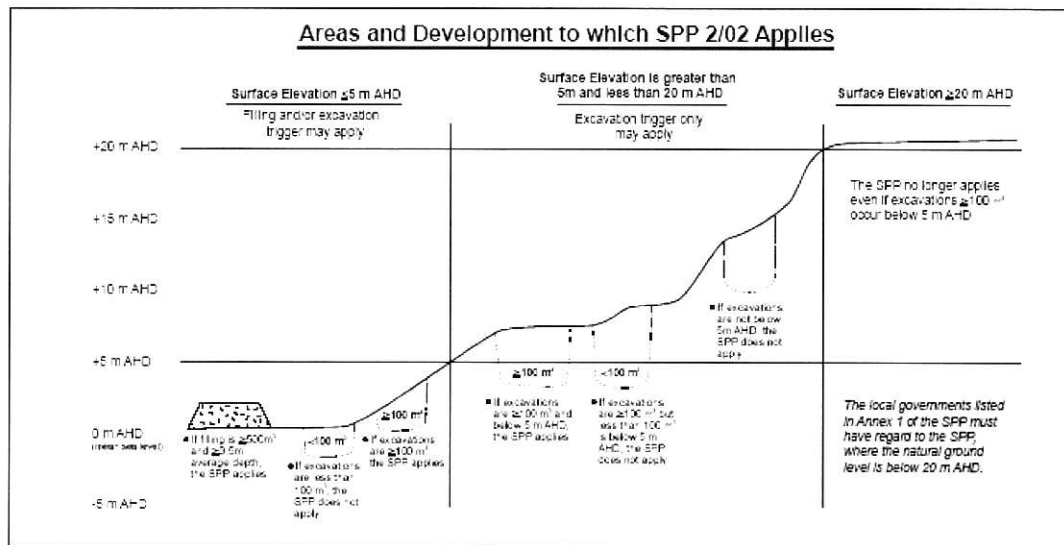 Areas and Development to which SPP 2/02 Applies
Surface Elevation ≤5 m AHD
Filling and/or excavation
trigger may apply
Surface Elevation is greater than
5m and less than 20 m AHD
Excavation trigger only
may apply
Surface Elevation ≥20 m AHD
+20 m AHD
+15 m AHD
+10 m AHD
+5 m AHD
0 m AHD
(mean sea level)
-5 m AHD
The SPP no longer applies
even if excavations ≥100 m³
occur below 5 m AHD
■ If excavations
are not below
5m AHD, the
SPP does not
apply
≥100 m³
■ If excavations
are ≥100 m³ and
below 5 m AHD,
the SPP applies
<100 m³
■ If excavations
are ≥100 m³ but
less than 100 m³
is below 5 m
AHD, the SPP
does not apply
■ If filling is ≥500m³
and ≥0.5m
average depth,
the SPP applies
<100 m³
■ If excavations
are less than
100 m³, the
SPP does not
apply
≥100 m³
■ If excavations
are ≥100 m³
the SPP applies
The local governments listed
in Annex 1 of the SPP must
have regard to the SPP,
where the natural ground
level is below 20 m AHD.